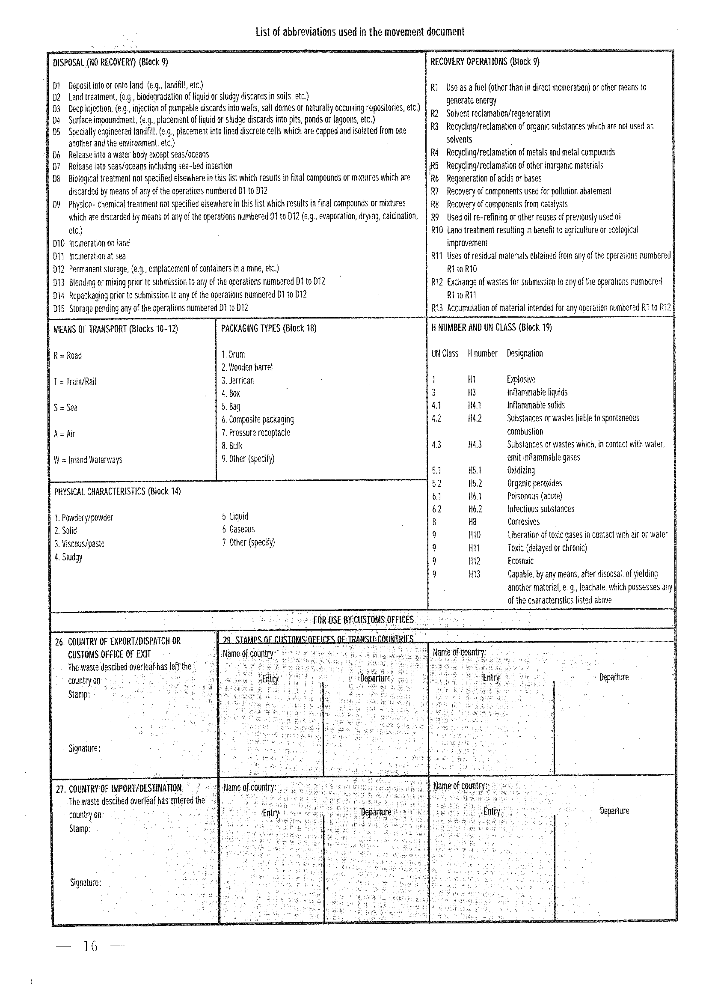 List of abbreviations used in the movement document
DISPOSAL (NO RECOVERY) (Block 9)
D1 Deposit into or onto land, (e.g., landfill, etc.)
D2 Land treatment, (e.g., biodegradation of liquid or sludgy discards in soils, etc.)
D3 Deep injection, (e.g., injection of pumpable discards into wells, salt domes or naturally occurring repositories, etc.)
D4 Surface impoundment, (e.g., placement of liquid or sludge discards into pits, ponds or lagoons, etc.)
D5 Specially engineered landfill, (e.g., placement into lined discrete cells which are capped and isolated from one
another and the environment, etc.)
D6 Release into a water body except seas/oceans
D7 Release into seas/oceans including sea-bed insertion
D8 Biological treatment not specified elsewhere in this list which results in final compounds or mixtures which are
discarded by means of any of the operations numbered D1 to D12
D9 Physico- chemical treatment not specified elsewhere in this list which results in final compounds or mixtures
which are discarded by means of any of the operations numbered D1 to D12 (e.g., evaporation, drying, calcination,
etc.)
D10 Incineration on land
D11 Incineration at sea
D12 Permanent storage, (e.g., emplacement of containers in a mine, etc.)
D13 Blending or mixing prior to submission to any of the operations numbered D1 to D12
D14 Repackaging prior to submission to any of the operations numbered D1 to D12
D15 Storage pending any of the operations numbered D1 to D12
RECOVERY OPERATIONS (Block 9)
R1 Use as a fuel (other than in direct incineration) or other means to
generate energy
R2 Solvent reclamation/regeneration
R3 Recycling/reclamation of organic substances which are not used as
solvents
R4 Recycling/reclamation of metals and metal compounds
R5 Recycling/reclamation of other inorganic materials
R6 Regeneration of acids or bases
R7 Recovery of components used for pollution abatement
R8 Recovery of components from catalysts
R9 Used oil re-refining or other reuses of previously used oil
R10 Land treatment resulting in benefit to agriculture or ecological
improvement
R11 Uses of residual materials obtained from any of the operations numbered
R1 to R10
R12 Exchange of wastes for submission to any of the operations numbered
R1 to R11
R13 Accumulation of material intended for any operation numbered R1 to R12
MEANS OF TRANSPORT (Blocks 10-12)
R = Road
T = Train/Rail
S = Sea
A = Air
W = Inland Waterways
PACKAGING TYPES (Block 18)
1. Drum
2. Wooden barrel
3. Jerrican
4. Box
5. Bag
6. Composite packaging
7. Pressure receptacle
8. Bulk
9. Other (specify)
H NUMBER AND UN CLASS (Block 19)
UN Class H number Designation
1 H1 Explosive
3 H3 Inflammable liquids
4.1 H4.1 Inflammable solids
4.2 H4.2 Substances or wastes liable to spontaneous
combustion
4.3 H4.3 Substances or wastes which, in contact with water,
emit inflammable gases
5.1 H5.1 Oxidizing
5.2 H5.2 Organic peroxides
6.1 H6.1 Poisonous (acute)
6.2 H6.2 Infectious substances
8 H8 Corrosives
9 H10 Liberation of toxic gases in contact with air or water
9 H11 Toxic (delayed or chronic)
9 H12 Ecotoxic
9 H13 Capable, by any means, after disposal, of yielding
another material, e. g., leachate, which possesses any
of the characteristics listed above
PHYSICAL CHARACTERISTICS (Block 14)
1. Powdery/powder
2. Solid
3. Viscous/paste
4. Sludgy
5. Liquid
6. Gaseous
7. Other (specify)
FOR USE BY CUSTOMS OFFICES
26. COUNTRY OF EXPORT/DISPATCH OR
CUSTOMS OFFICE OF EXIT
The waste descibed overleaf has left the
country on:
Stamp:
Signature:
28. STAMPS OF CUSTOMS OFFICES OF TRANSIT COUNTRIES
Name of country:
Entry Departure
Name of country:
Entry Departure
27. COUNTRY OF IMPORT/DESTINATION
The waste descibed overleaf has entered the
country on:
Stamp:
Signature:
Name of country:
Entry Departure
Name of country:
Entry Departure
— 16 —